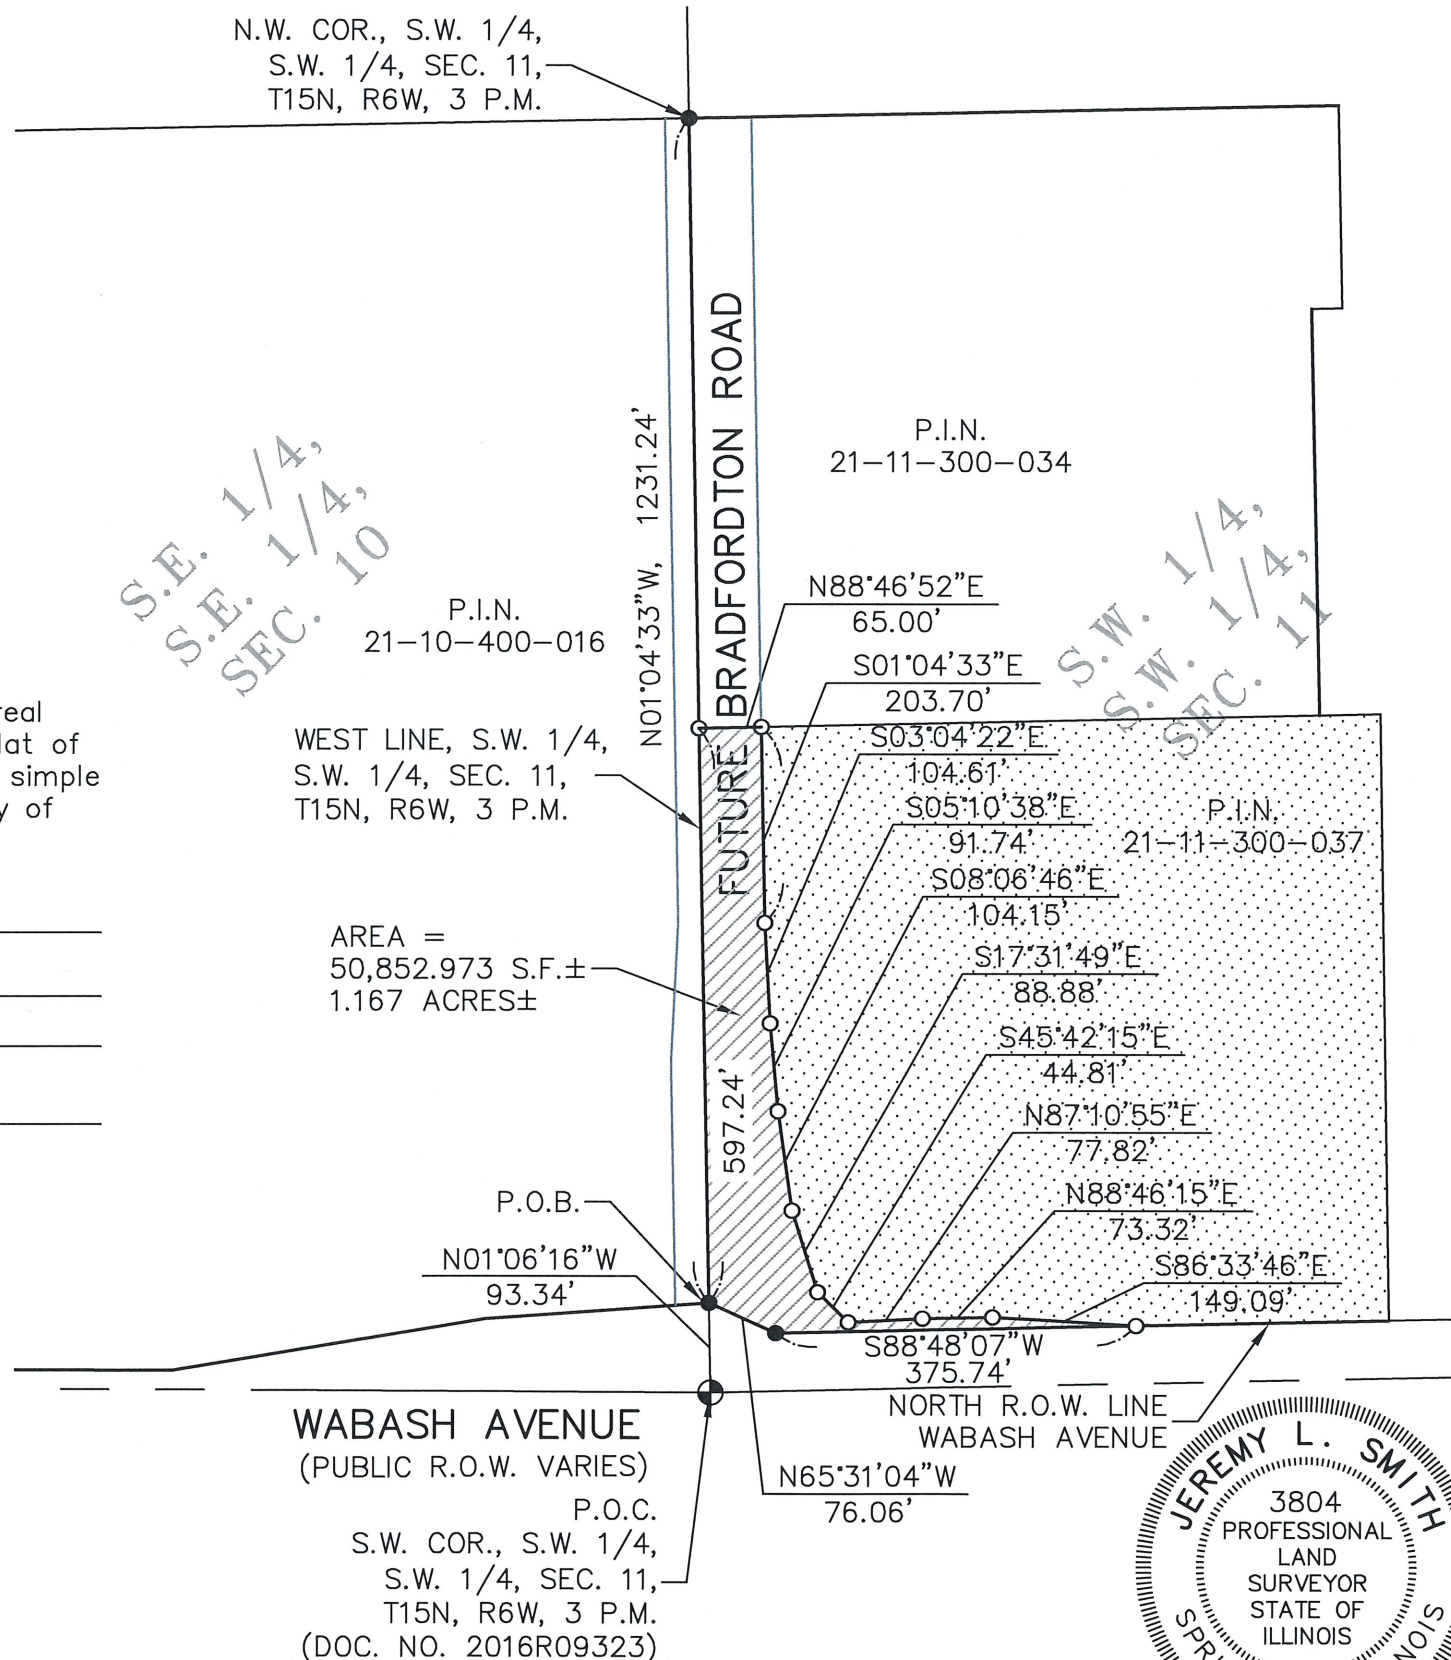 N.W. COR., S.W. 1/4,
S.W. 1/4, SEC. 11,
T15N, R6W, 3 P.M.
S.E. 1/4,
S.E. 1/4,
SEC. 10
P.I.N.
21-10-400-016
N01°04'33"W, 1231.24'
FUTURE BRADFORDTON ROAD
P.I.N.
21-11-300-034
S.W. 1/4,
S.W. 1/4,
SEC. 11
N88°46'52"E
65.00'
S01°04'33"E
203.70'
S03°04'22"E
104.61'
S05°10'38"E
91.74'
S08°06'46"E
104.15'
S17°31'49"E
88.88'
S45°42'15"E
44.81'
N87°10'55"E
77.82'
N88°46'15"E
73.32'
S86°33'46"E
149.09'
P.I.N.
21-11-300-037
real
lat of
simple
y of
WEST LINE, S.W. 1/4,
S.W. 1/4, SEC. 11,
T15N, R6W, 3 P.M.
AREA =
50,852.973 S.F.±
1.167 ACRES±
597.24'
P.O.B.
N01°06'16"W
93.34'
S88°48'07"W
375.74'
NORTH R.O.W. LINE
WABASH AVENUE
WABASH AVENUE
(PUBLIC R.O.W. VARIES)
N65°31'04"W
76.06'
P.O.C.
S.W. COR., S.W. 1/4,
S.W. 1/4, SEC. 11,
T15N, R6W, 3 P.M.
(DOC. NO. 2016R09323)
JEREMY L. SMITH
3804
PROFESSIONAL
LAND
SURVEYOR
STATE OF
ILLINOIS